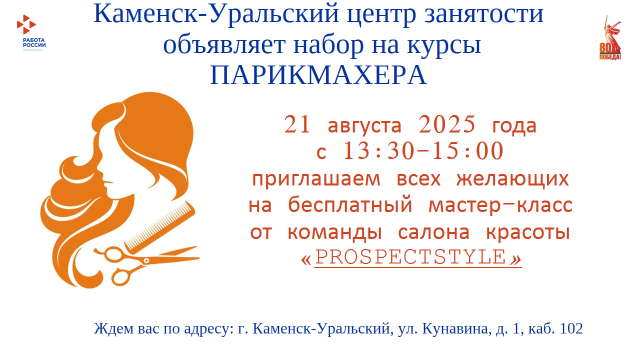 Каменск-Уральский центр занятости
объявляет набор на курсы
ПАРИКМАХЕРА
РАБОТА
РОССИИ
80
ПОБЕДА!
21 августа 2025 года
с 13:30-15:00
приглашаем всех желающих
на бесплатный мастер-класс
от команды салона красоты
«PROSPECTSTYLE»
Ждем вас по адресу: г. Каменск-Уральский, ул. Кунавина, д. 1, каб. 102